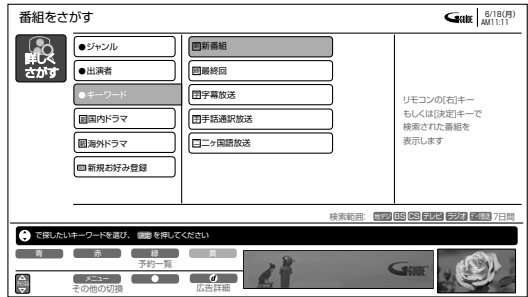 番組をさがす
G GUIDE
6/18(月)
AM11:11
詳しく
さがす
●ジャンル
●出演者
●キーワード
国内ドラマ
海外ドラマ
新規お好み登録
新番組
最終回
字幕放送
手話通訳放送
二ヶ国語放送
リモコンの[右]キー
もしくは[決定]キーで
検索された番組を
表示します
検索範囲: 地デジ BS CS テレビ ラジオ 7日間
で探したいキーワードを選び、 決定 を押してください
青 赤 緑 黄
予約一覧
メニュー d
その他の切換 広告詳細
G GUIDE